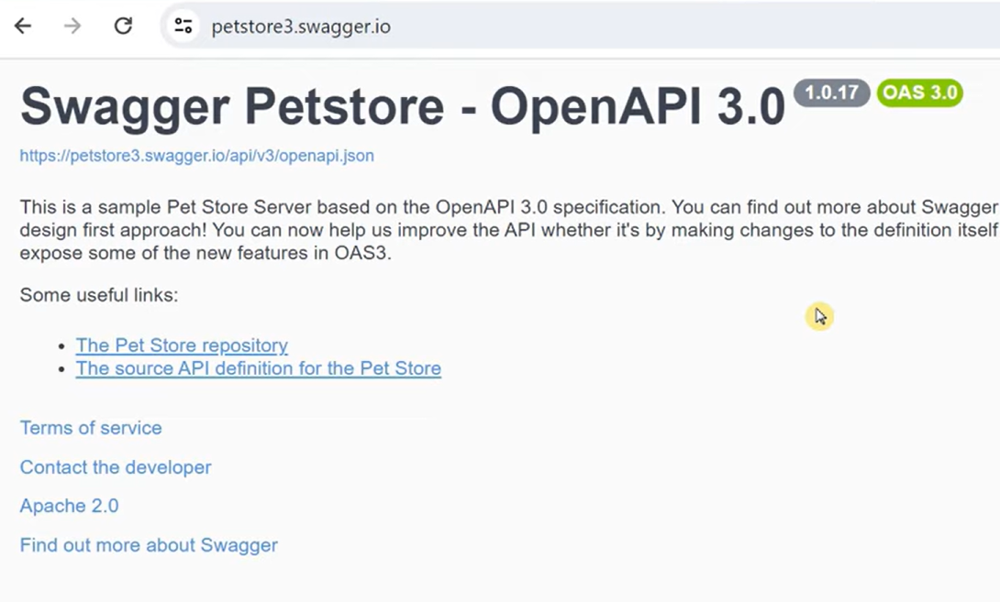 petstore3.swagger.io
Swagger Petstore - OpenAPI 3.0 1.0.17 OAS 3.0
https://petstore3.swagger.io/api/v3/openapi.json
This is a sample Pet Store Server based on the OpenAPI 3.0 specification. You can find out more about Swagger
design first approach! You can now help us improve the API whether it's by making changes to the definition itself
expose some of the new features in OAS3.
Some useful links:
• The Pet Store repository
• The source API definition for the Pet Store
Terms of service
Contact the developer
Apache 2.0
Find out more about Swagger